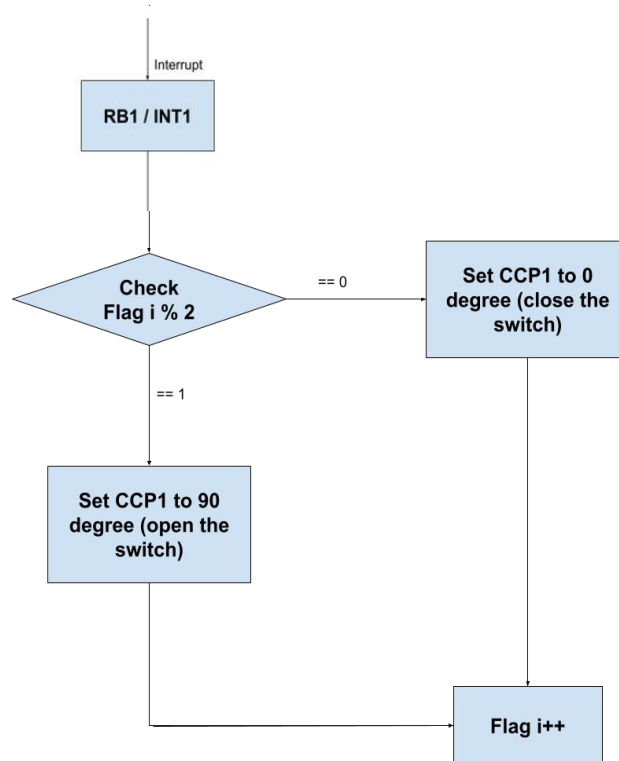 Interrupt
RB1 / INT1
Check
Flag i % 2
== 0
Set CCP1 to 0
degree (close the
switch)
== 1
Set CCP1 to 90
degree (open the
switch)
Flag i++